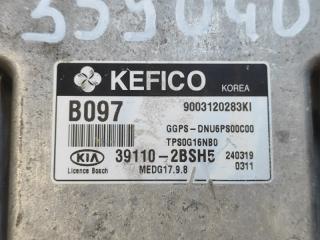 359040
KEFICO KOREA
B097 9003120283KI
GGPS-DNU6PS00C00
TPS0G16NB0
KIA 39110-2BSH5 240319
Licence Bosch MEDG17.9.8 0311